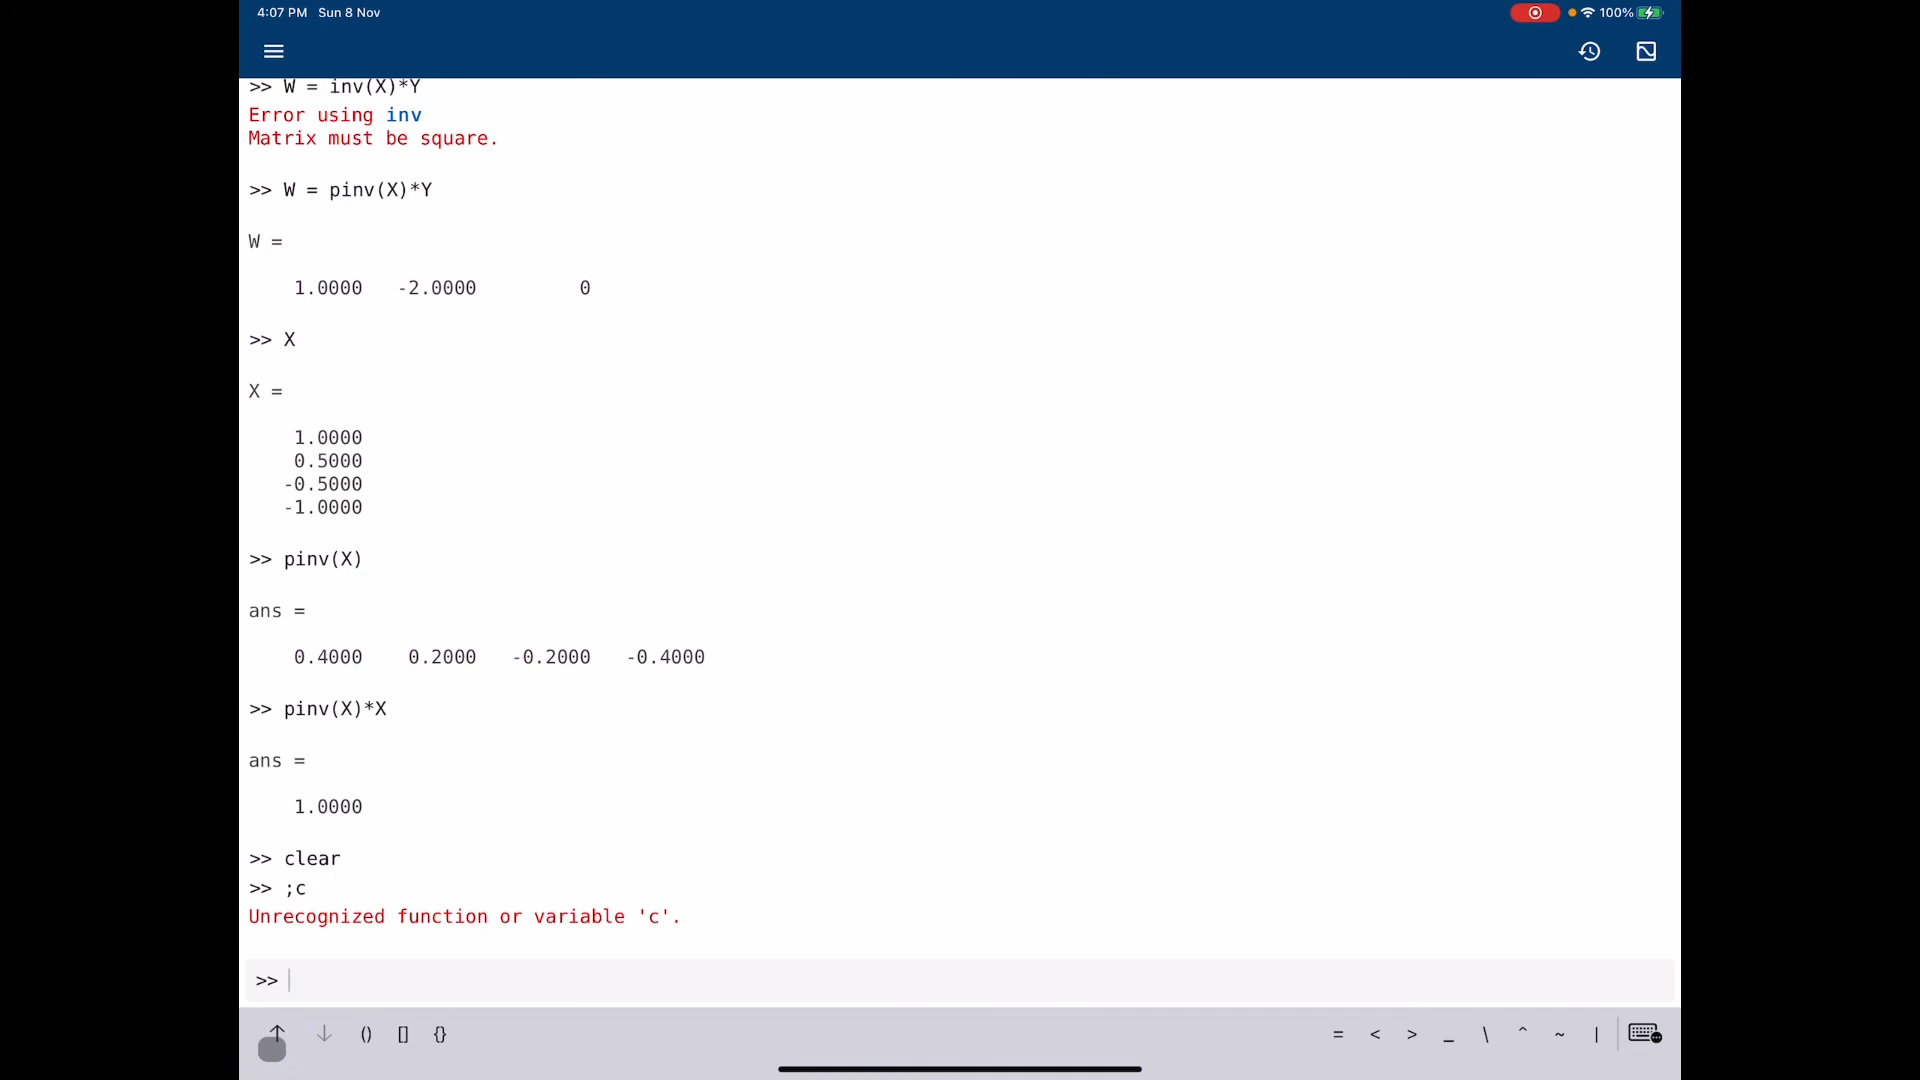 4:07 PM Sun 8 Nov
100%
>> W = inv(X)*Y
Error using inv
Matrix must be square.
>> W = pinv(X)*Y
W =
1.0000 -2.0000 0
>> X
X =
1.0000
0.5000
-0.5000
-1.0000
>> pinv(X)
ans =
0.4000 0.2000 -0.2000 -0.4000
>> pinv(X)*X
ans =
1.0000
>> clear
>> ;c
Unrecognized function or variable 'c'.
>>
() [] {} = < > _ \ ^ ~ |